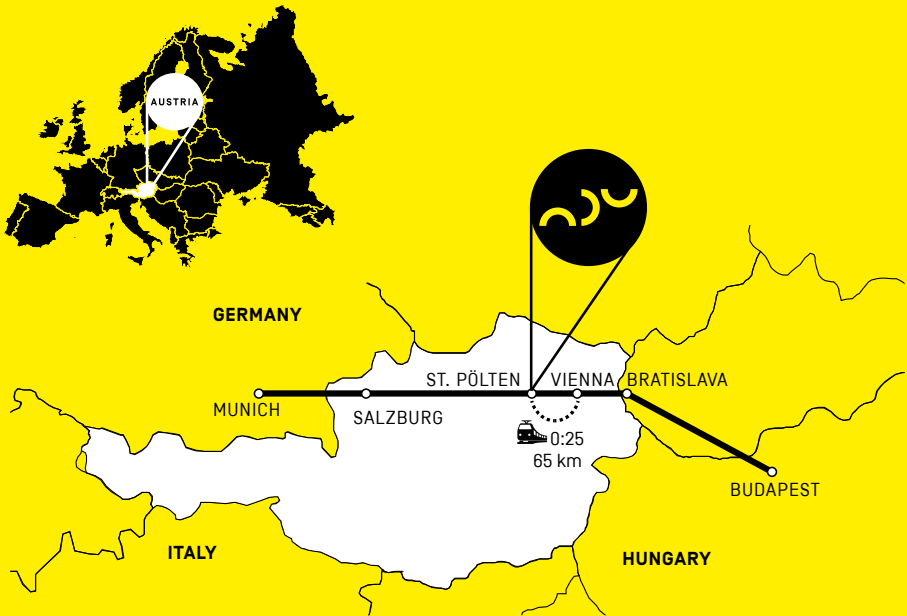 AUSTRIA
GERMANY
ST. PÖLTEN
VIENNA
BRATISLAVA
MUNICH
SALZBURG
0:25
65 km
BUDAPEST
ITALY
HUNGARY